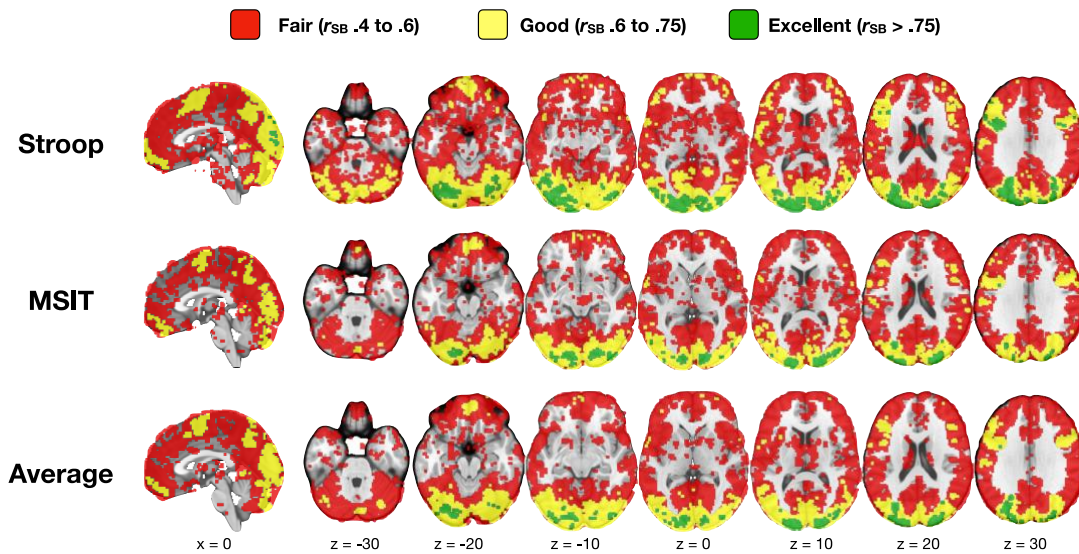 Fair (rSB .4 to .6) Good (rSB .6 to .75) Excellent (rSB > .75)
Stroop
MSIT
Average
x = 0 z = -30 z = -20 z = -10 z = 0 z = 10 z = 20 z = 30